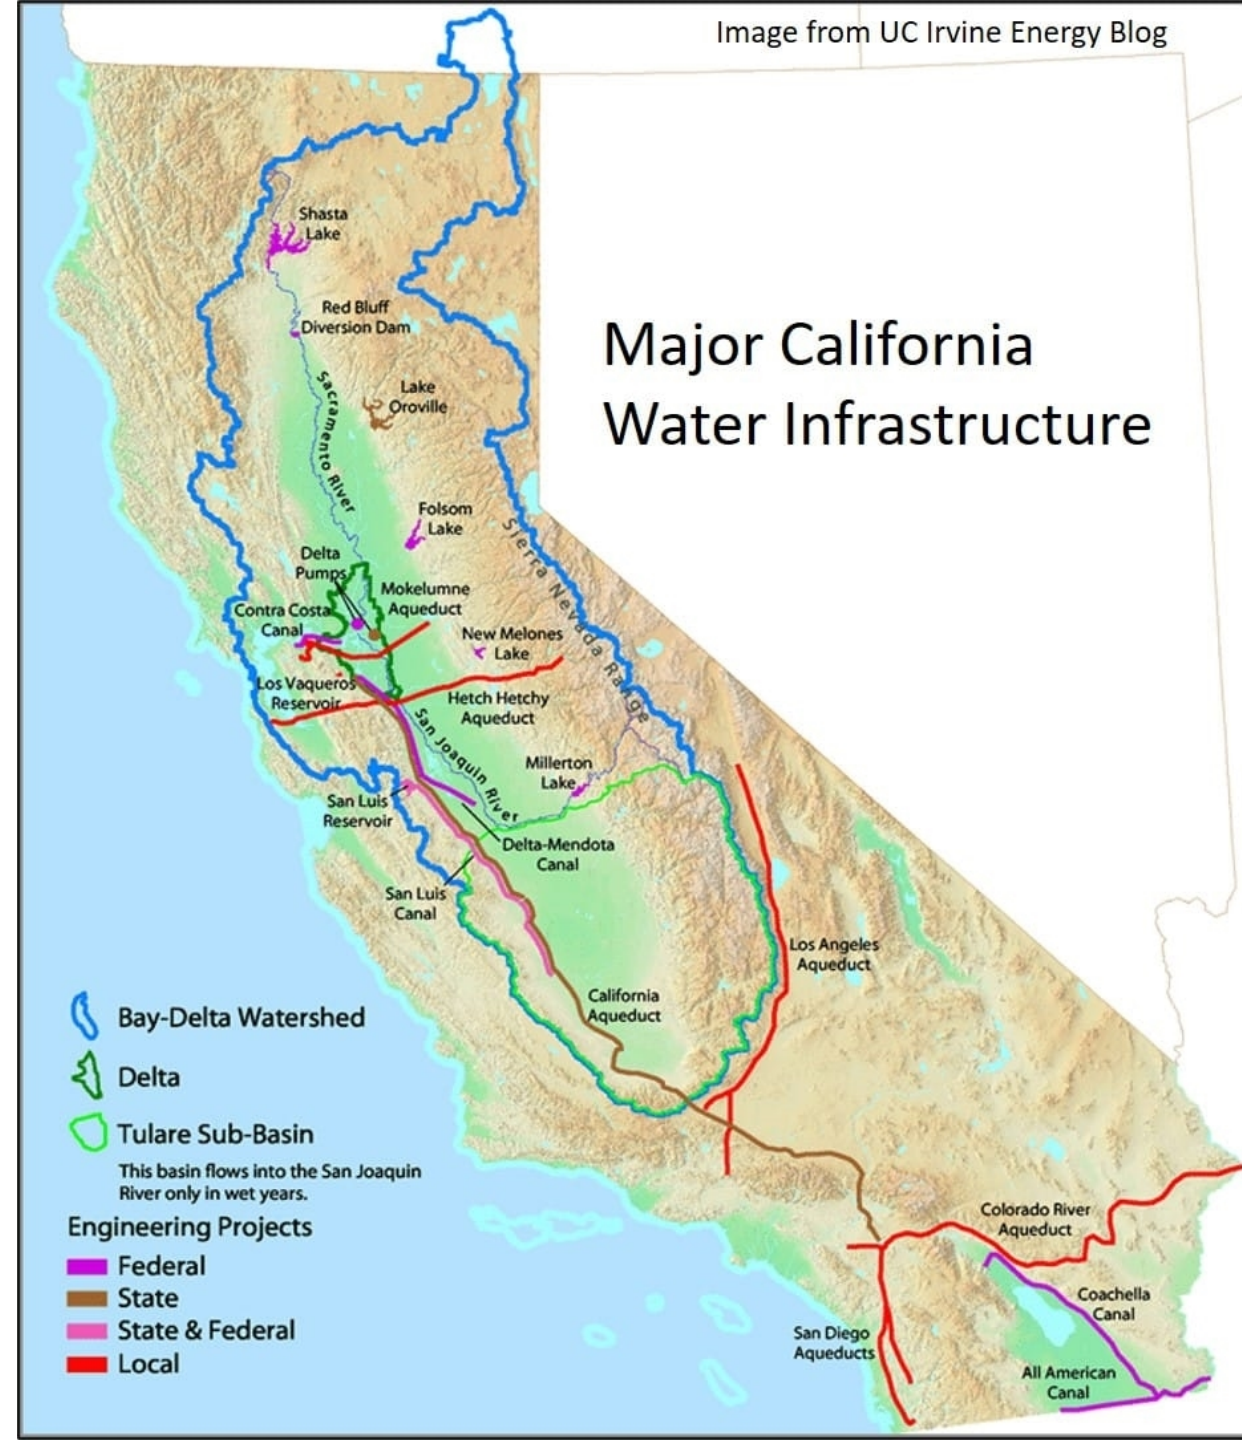 Image from UC Irvine Energy Blog
Major California
Water Infrastructure
Shasta
Lake
Red Bluff
Diversion Dam
Sacramento River
Lake
Oroville
Folsom
Lake
Sierra Nevada Range
Delta
Pumps
Mokelumne
Aqueduct
Contra Costa
Canal
New Melones
Lake
Los Vaqueros
Reservoir
Hetch Hetchy
Aqueduct
San Joaquin River
Millerton
Lake
San Luis
Reservoir
Delta-Mendota
Canal
San Luis
Canal
Los Angeles
Aqueduct
California
Aqueduct
Bay-Delta Watershed
Delta
Tulare Sub-Basin
This basin flows into the San Joaquin
River only in wet years.
Engineering Projects
Federal
State
State & Federal
Local
Colorado River
Aqueduct
Coachella
Canal
San Diego
Aqueducts
All American
Canal